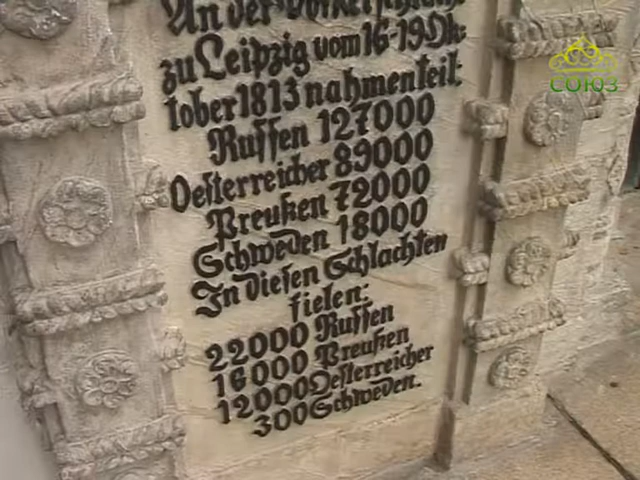 An der Völkerschlacht
zu Leipzig vom 16-19 Ok-
tober 1813 nahmen teil:
Russen 127000
Oesterreicher 89000
Preußen 72000
Schweden 18000
In diesen Schlachten
fielen:
22000 Russen
16000 Preußen
12000 Oesterreicher
300 Schweden.
СОЮЗ